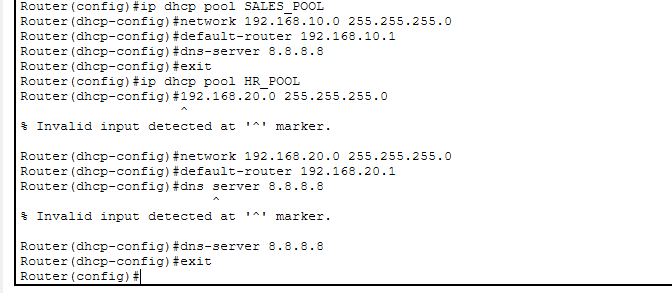 Router(config)#ip dhcp pool SALES_POOL
Router(dhcp-config)#network 192.168.10.0 255.255.255.0
Router(dhcp-config)#default-router 192.168.10.1
Router(dhcp-config)#dns-server 8.8.8.8
Router(dhcp-config)#exit
Router(config)#ip dhcp pool HR_POOL
Router(dhcp-config)#192.168.20.0 255.255.255.0
^
% Invalid input detected at '^' marker.
Router(dhcp-config)#network 192.168.20.0 255.255.255.0
Router(dhcp-config)#default-router 192.168.20.1
Router(dhcp-config)#dns server 8.8.8.8
^
% Invalid input detected at '^' marker.
Router(dhcp-config)#dns-server 8.8.8.8
Router(dhcp-config)#exit
Router(config)#